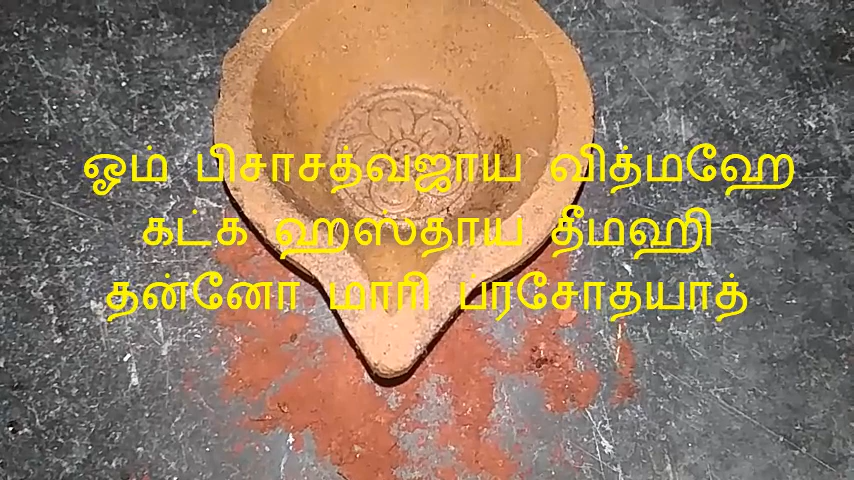 ஓம் பிசாசத்வஜாய வித்மஹே
கட்க ஹஸ்தாய தீமஹி
தன்னோ மாரி ப்ரசோதயாத்